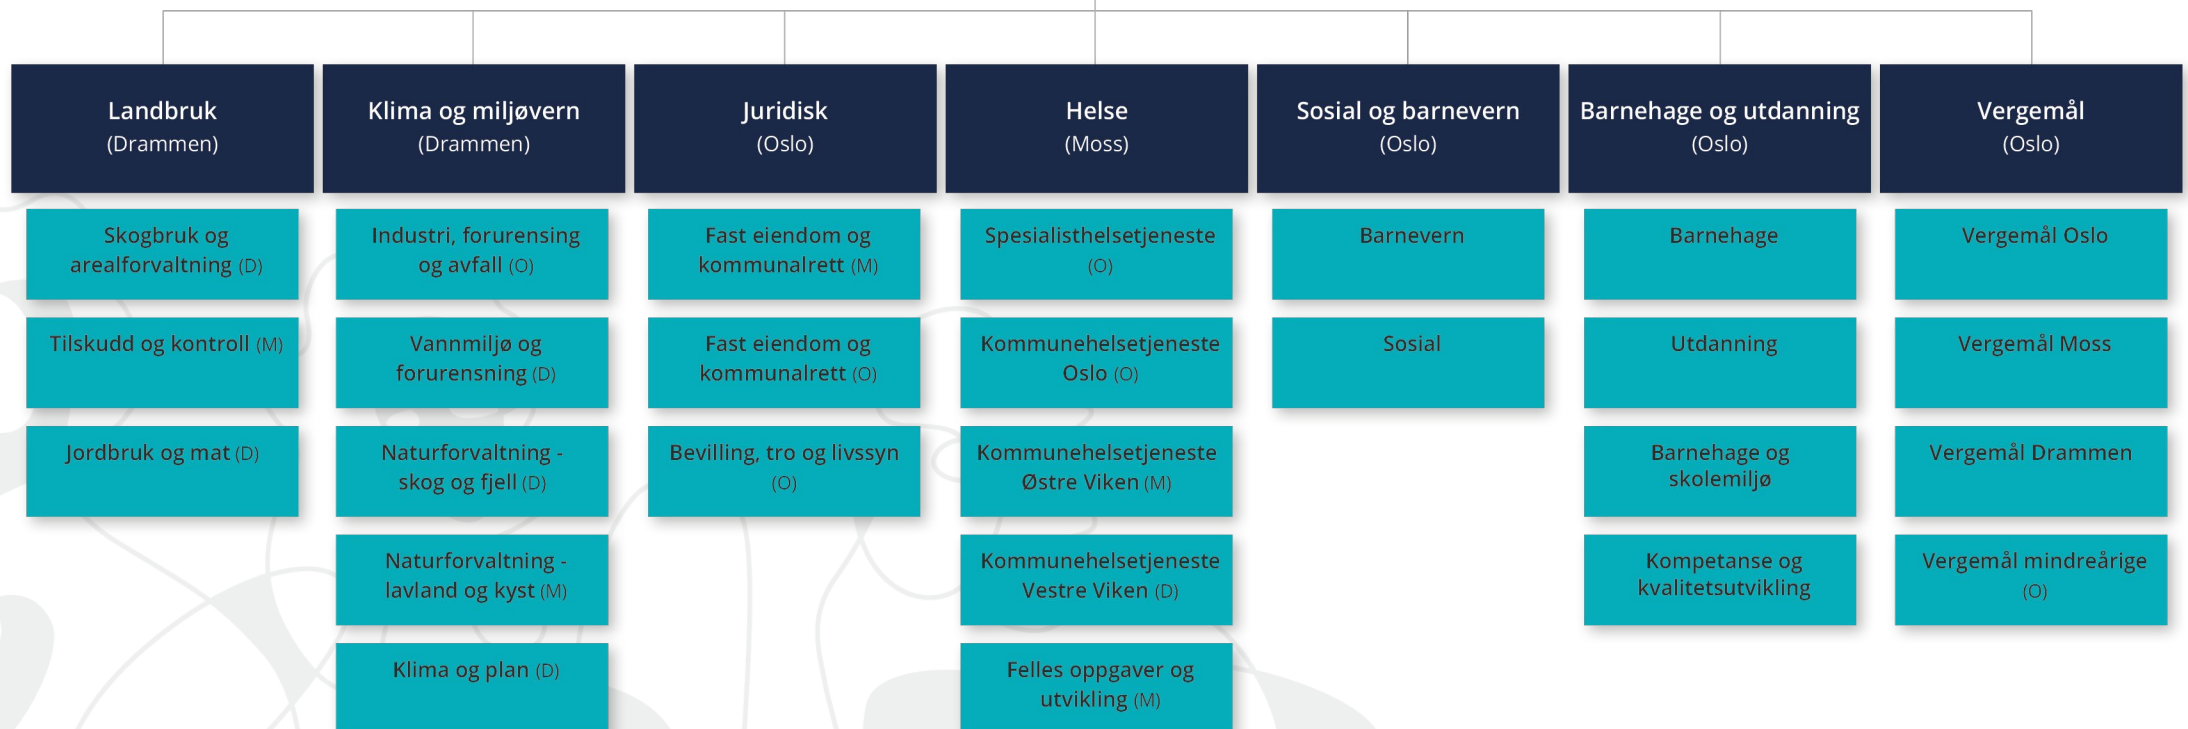 Landbruk
(Drammen)
Skogbruk og
arealforvaltning (D)
Tilskudd og kontroll (M)
Jordbruk og mat (D)
Klima og miljøvern
(Drammen)
Industri, forurensing
og avfall (O)
Vannmiljø og
forurensning (D)
Naturforvaltning -
skog og fjell (D)
Naturforvaltning -
lavland og kyst (M)
Klima og plan (D)
Juridisk
(Oslo)
Fast eiendom og
kommunalrett (M)
Fast eiendom og
kommunalrett (O)
Bevilling, tro og livssyn
(O)
Helse
(Moss)
Spesialisthelsetjeneste
(O)
Kommunehelsetjeneste
Oslo (O)
Kommunehelsetjeneste
Østre Viken (M)
Kommunehelsetjeneste
Vestre Viken (D)
Felles oppgaver og
utvikling (M)
Sosial og barnevern
(Oslo)
Barnevern
Sosial
Barnehage og utdanning
(Oslo)
Barnehage
Utdanning
Barnehage og
skolemiljø
Kompetanse og
kvalitetsutvikling
Vergemål
(Oslo)
Vergemål Oslo
Vergemål Moss
Vergemål Drammen
Vergemål mindreårige
(O)